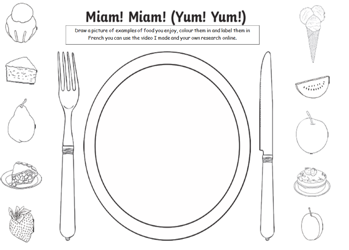 Miam! Miam! (Yum! Yum!)
Draw a picture of examples of food you enjoy, colour them in and label them in
French you can use the video I made and your own research online.